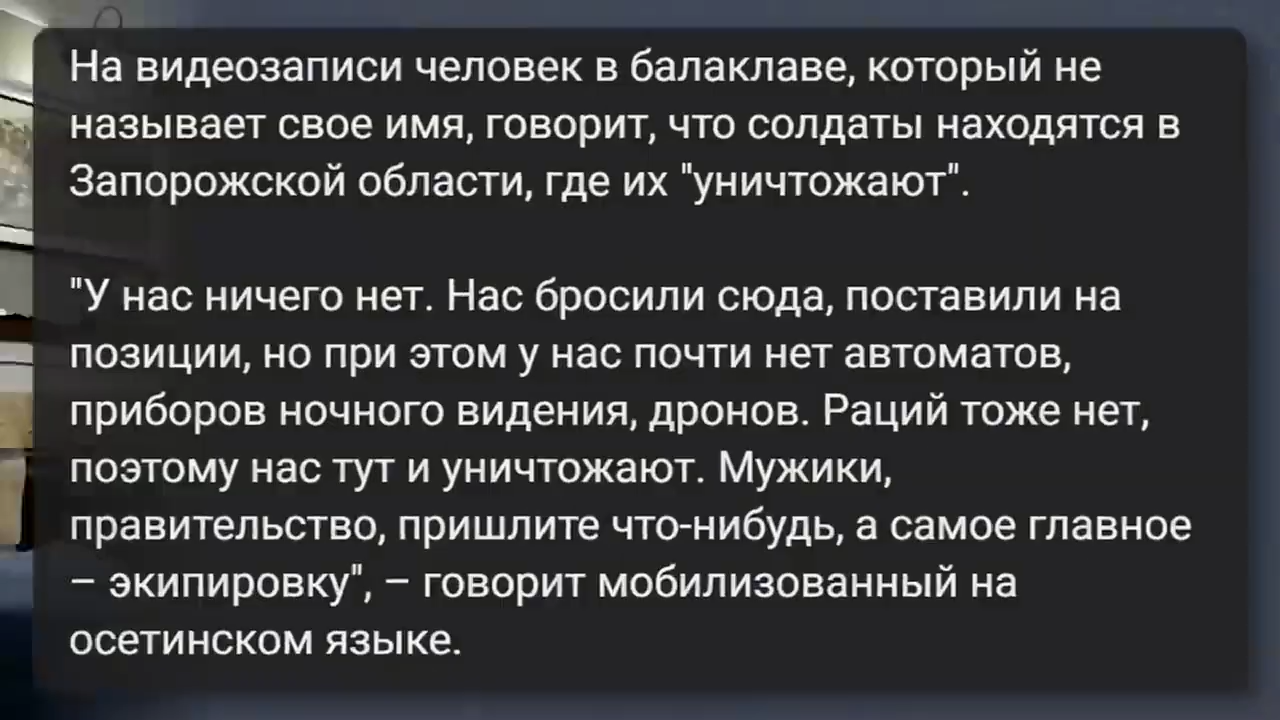 На видеозаписи человек в балаклаве, который не
называет свое имя, говорит, что солдаты находятся в
Запорожской области, где их "уничтожают".
"У нас ничего нет. Нас бросили сюда, поставили на
позиции, но при этом у нас почти нет автоматов,
приборов ночного видения, дронов. Раций тоже нет,
поэтому нас тут и уничтожают. Мужики,
правительство, пришлите что-нибудь, а самое главное
– экипировку", – говорит мобилизованный на
осетинском языке.